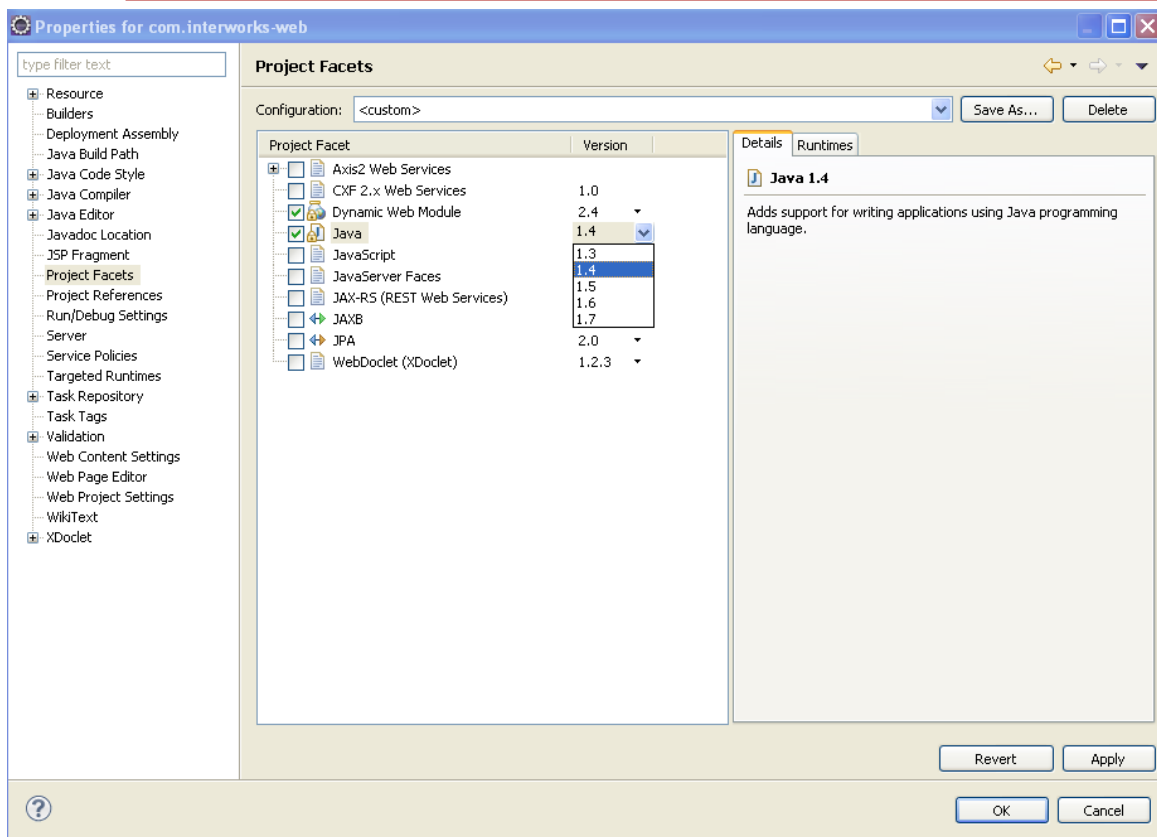 Properties for com.interworks-web
type filter text
Resource
Builders
Deployment Assembly
Java Build Path
Java Code Style
Java Compiler
Java Editor
Javadoc Location
JSP Fragment
Project Facets
Project References
Run/Debug Settings
Server
Service Policies
Targeted Runtimes
Task Repository
Task Tags
Validation
Web Content Settings
Web Page Editor
Web Project Settings
WikiText
XDoclet
Project Facets
Configuration: <custom> Save As... Delete
Project Facet Version
Axis2 Web Services
CXF 2.x Web Services 1.0
Dynamic Web Module 2.4
Java 1.4
JavaScript
JavaServer Faces
JAX-RS (REST Web Services)
JAXB
JPA 2.0
WebDoclet (XDoclet) 1.2.3
1.3
1.4
1.5
1.6
1.7
Details Runtimes
Java 1.4
Adds support for writing applications using Java programming
language.
Revert Apply
? OK Cancel